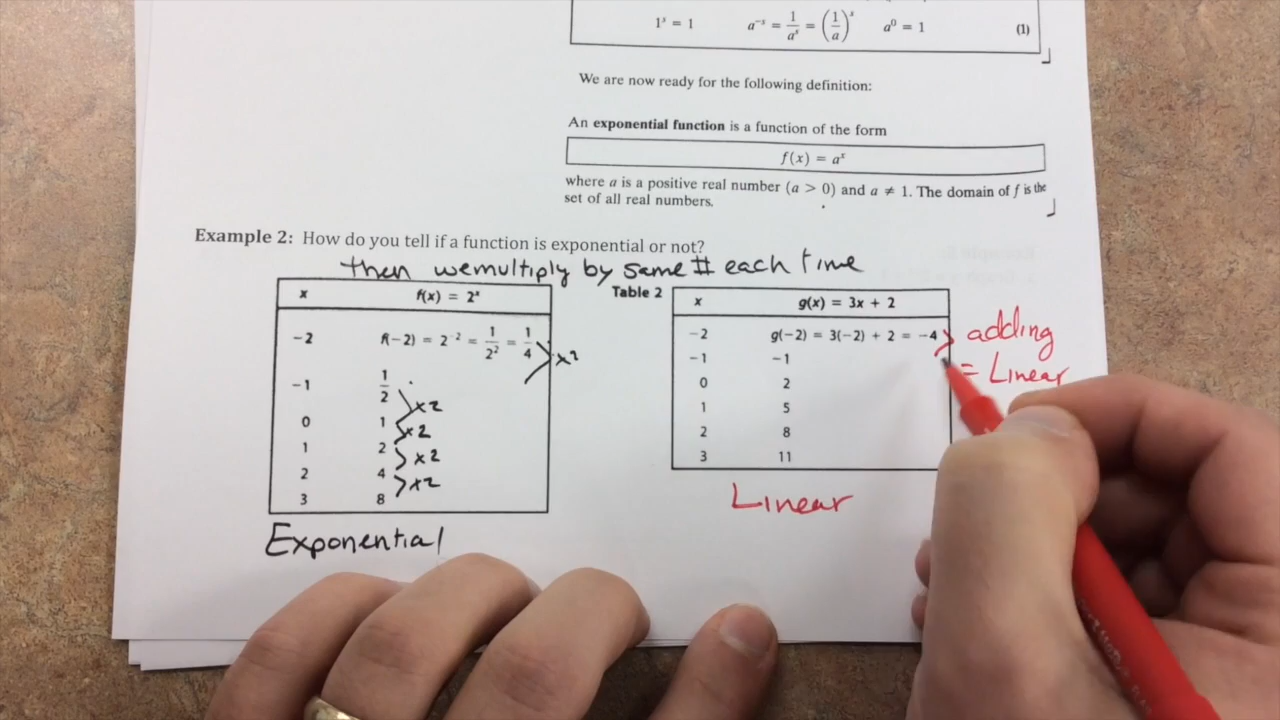 1ˣ = 1 a⁻ˣ = 1/aˣ = (1/a)ˣ a⁰ = 1 (1)
We are now ready for the following definition:
An exponential function is a function of the form
f(x) = aˣ
where a is a positive real number (a > 0) and a ≠ 1. The domain of f is the
set of all real numbers.
Example 2: How do you tell if a function is exponential or not?
then we multiply by same # each time
x f(x) = 2ˣ
-2 f(-2) = 2⁻² = 1/2² = 1/4 x2
-1 1/2 x2
0 1 x2
1 2 x2
2 4 x2
3 8
Exponential
Table 2
x g(x) = 3x + 2
-2 g(-2) = 3(-2) + 2 = -4
-1 -1
0 2
1 5
2 8
3 11
adding
= Linear
Linear